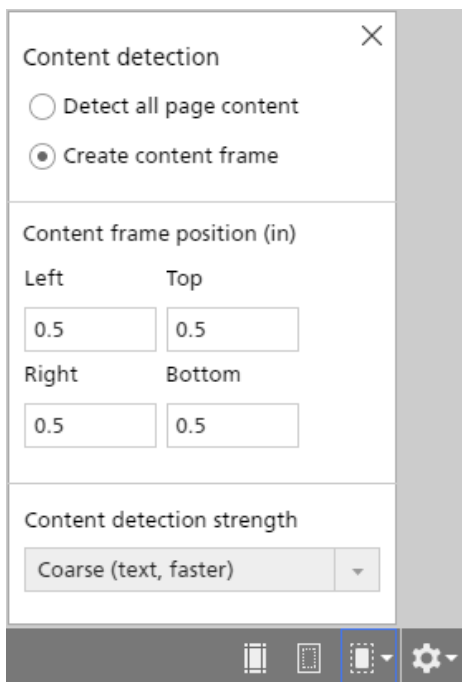 Content detection
Detect all page content
Create content frame
Content frame position (in)
Left Top
0.5 0.5
Right Bottom
0.5 0.5
Content detection strength
Coarse (text, faster)